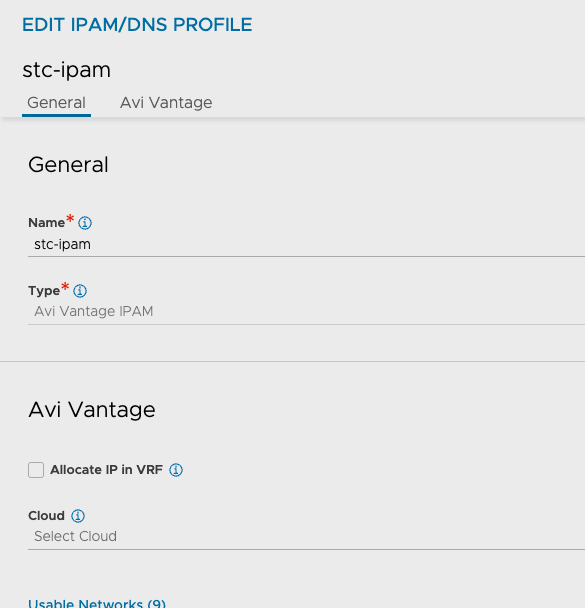 EDIT IPAM/DNS PROFILE
stc-ipam
General Avi Vantage
General
Name*
stc-ipam
Type*
Avi Vantage IPAM
Avi Vantage
Allocate IP in VRF
Cloud
Select Cloud
Usable Networks (9)